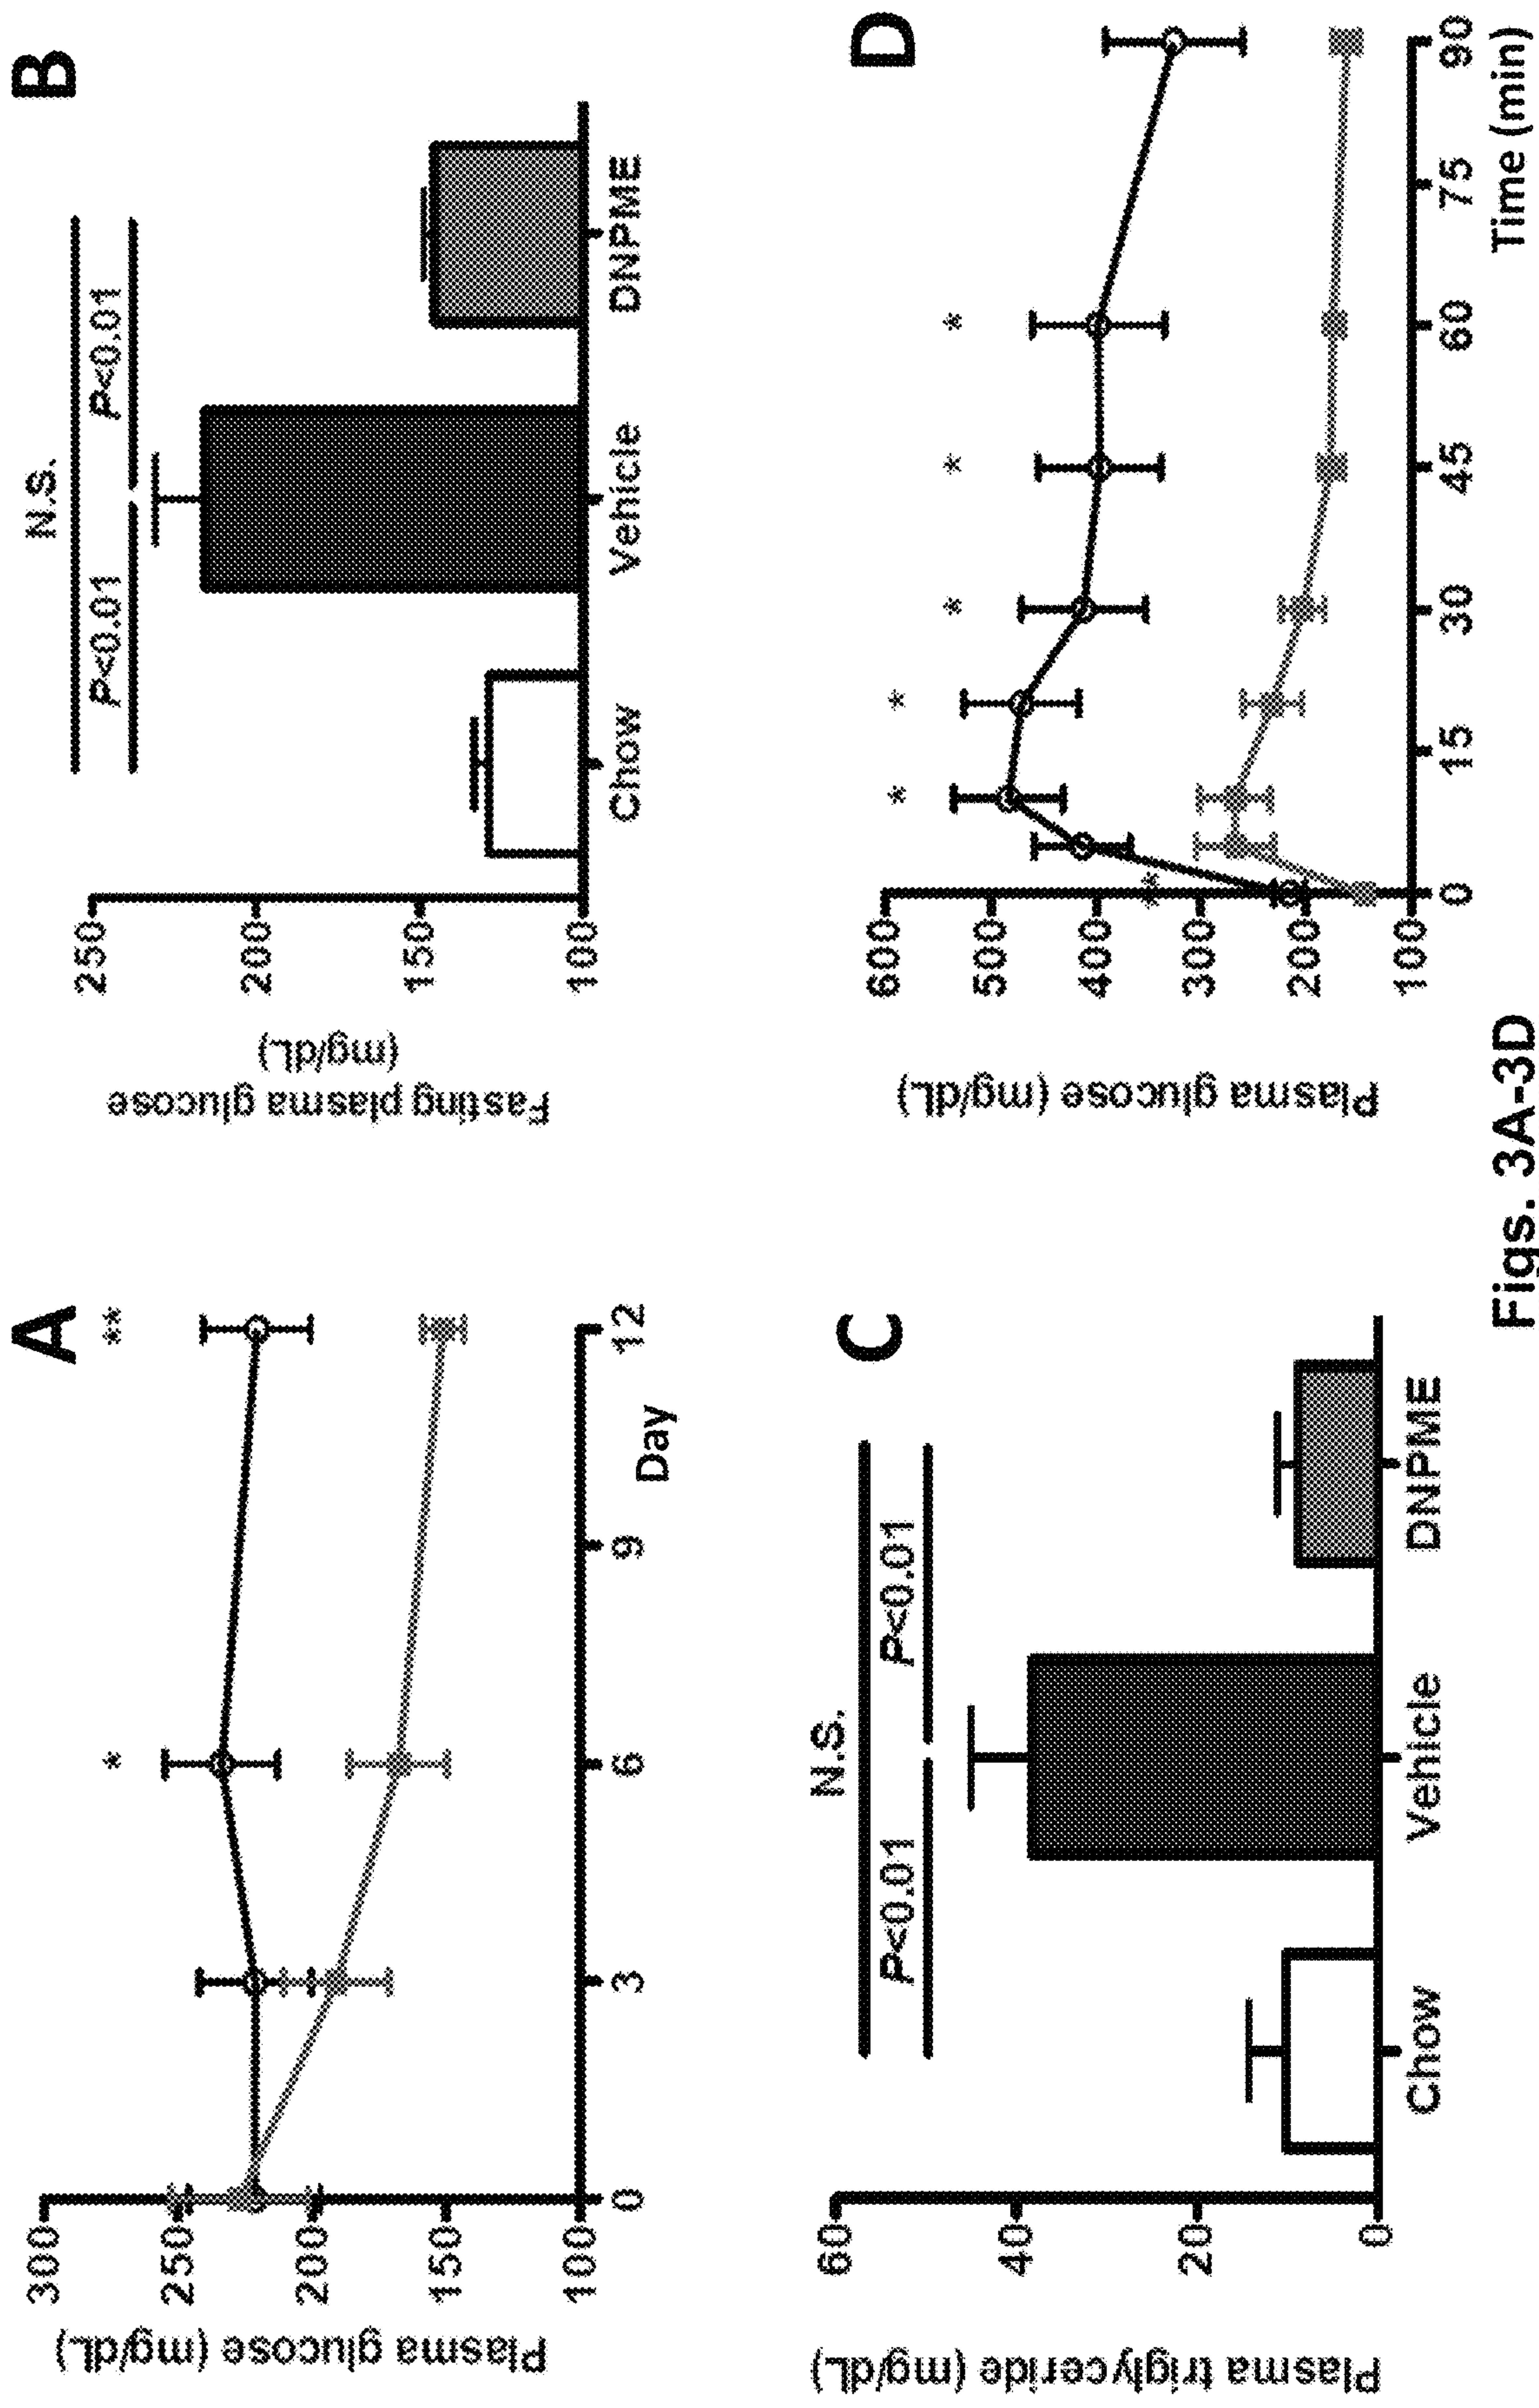 A
Plasma glucose (mg/dL)
300
250
200
150
100
*
**
0
3
6
9
12
Day
B
Fasting plasma glucose
(mg/dL)
250
200
150
100
N.S.
P<0.01
P<0.01
Chow
Vehicle
DNPME
C
Plasma triglyceride (mg/dL)
60
40
20
0
N.S.
P<0.01
P<0.01
Chow
Vehicle
DNPME
D
Plasma glucose (mg/dL)
600
500
400
300
200
100
*
*
*
*
*
*
0
15
30
45
60
75
90
Time (min)
Figs. 3A-3D